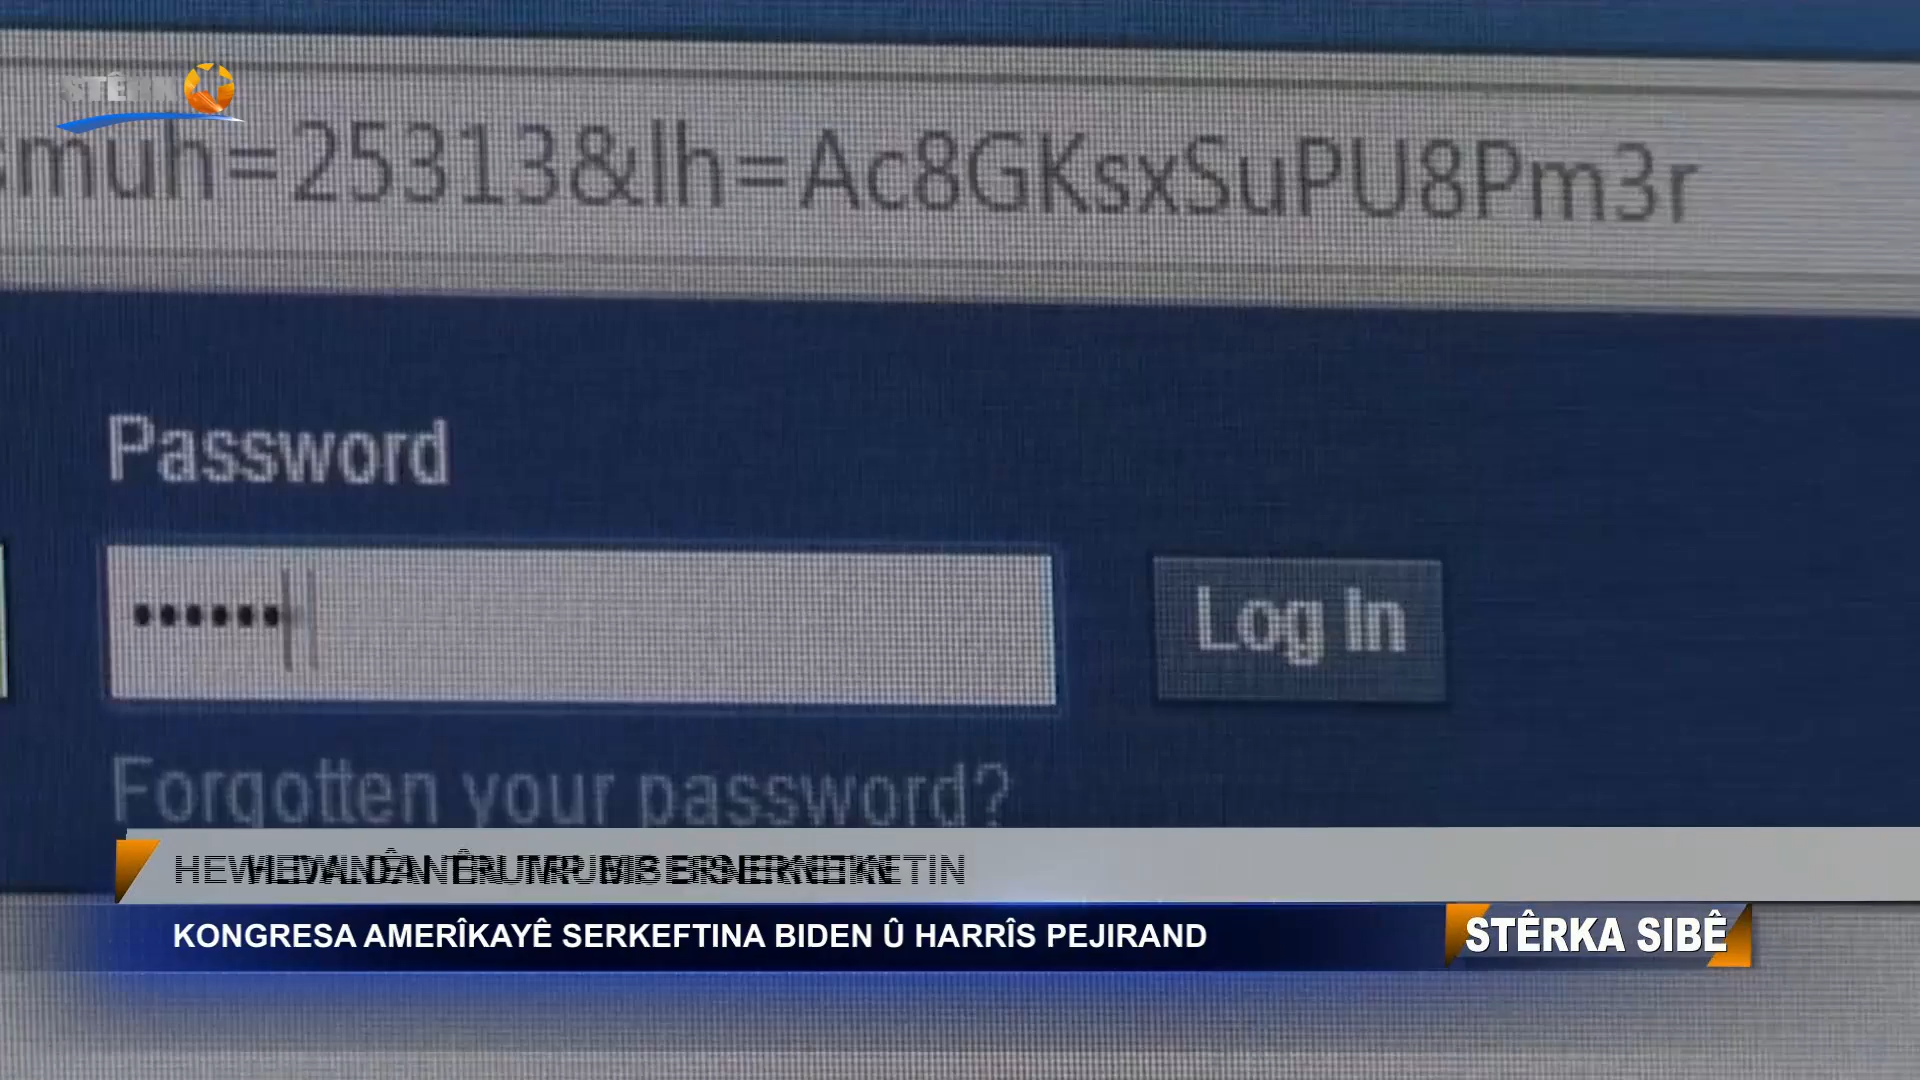 STÊRK
smuh=25313&lh=Ac8GKsxSuPU8Pm3r
Password
Log In
Forgotten your password?
KONGRESA AMERÎKAYÊ SERKEFTINA BIDEN Û HARRÎS PEJIRAND
STÊRKA SIBÊ